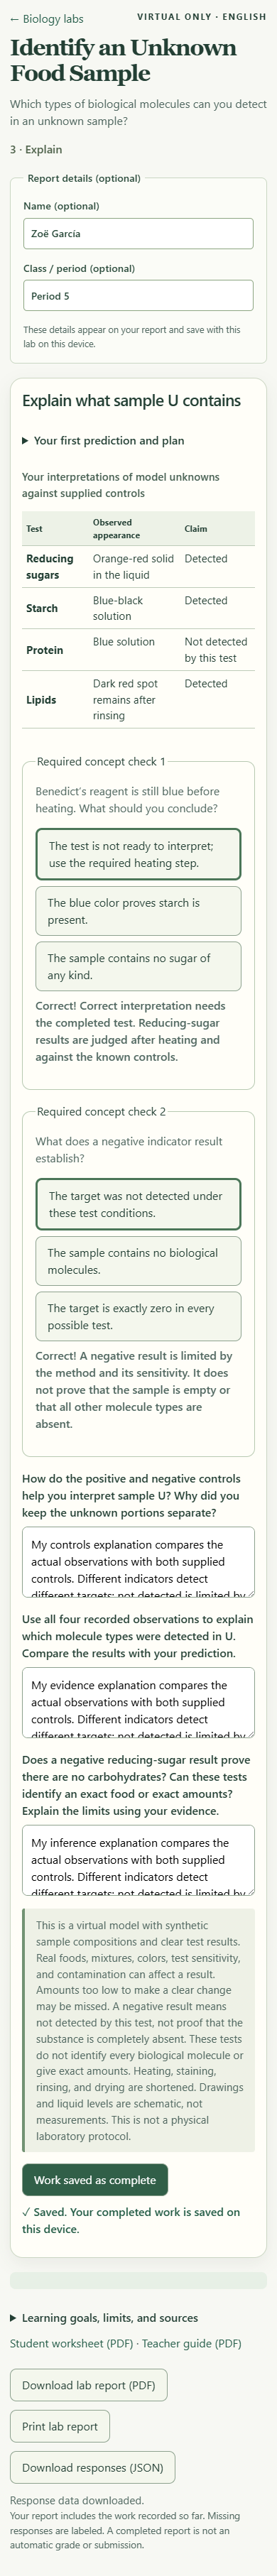 ← Biology labs
VIRTUAL ONLY · ENGLISH
Identify an Unknown
Food Sample
Which types of biological molecules can you detect
in an unknown sample?
3 · Explain
Report details (optional)
Name (optional)
Zoë García
Class / period (optional)
Period 5
These details appear on your report and save with this
lab on this device.
Explain what sample U contains
▶ Your first prediction and plan
Your interpretations of model unknowns
against supplied controls
Test
Observed
appearance
Claim
Reducing
sugars
Orange-red solid
in the liquid
Detected
Starch
Blue-black
solution
Detected
Protein
Blue solution
Not detected
by this test
Lipids
Dark red spot
remains after
rinsing
Detected
Required concept check 1
Benedict's reagent is still blue before
heating. What should you conclude?
The test is not ready to interpret;
use the required heating step.
The blue color proves starch is
present.
The sample contains no sugar of
any kind.
Correct! Correct interpretation needs
the completed test. Reducing-sugar
results are judged after heating and
against the known controls.
Required concept check 2
What does a negative indicator result
establish?
The target was not detected under
these test conditions.
The sample contains no biological
molecules.
The target is exactly zero in every
possible test.
Correct! A negative result is limited by
the method and its sensitivity. It does
not prove that the sample is empty or
that all other molecule types are
absent.
How do the positive and negative controls
help you interpret sample U? Why did you
keep the unknown portions separate?
My controls explanation compares the
actual observations with both supplied
controls. Different indicators detect
different targets; not detected is limited by
Use all four recorded observations to explain
which molecule types were detected in U.
Compare the results with your prediction.
My evidence explanation compares the
actual observations with both supplied
controls. Different indicators detect
different targets; not detected is limited by
Does a negative reducing-sugar result prove
there are no carbohydrates? Can these tests
identify an exact food or exact amounts?
Explain the limits using your evidence.
My inference explanation compares the
actual observations with both supplied
controls. Different indicators detect
different targets; not detected is limited by
This is a virtual model with synthetic
sample compositions and clear test results.
Real foods, mixtures, colors, test sensitivity,
and contamination can affect a result.
Amounts too low to make a clear change
may be missed. A negative result means
not detected by this test, not proof that the
substance is completely absent. These tests
do not identify every biological molecule or
give exact amounts. Heating, staining,
rinsing, and drying are shortened. Drawings
and liquid levels are schematic, not
measurements. This is not a physical
laboratory protocol.
Work saved as complete
✓ Saved. Your completed work is saved on
this device.
▶ Learning goals, limits, and sources
Student worksheet (PDF) · Teacher guide (PDF)
Download lab report (PDF)
Print lab report
Download responses (JSON)
Response data downloaded.
Your report includes the work recorded so far. Missing
responses are labeled. A completed report is not an
automatic grade or submission.